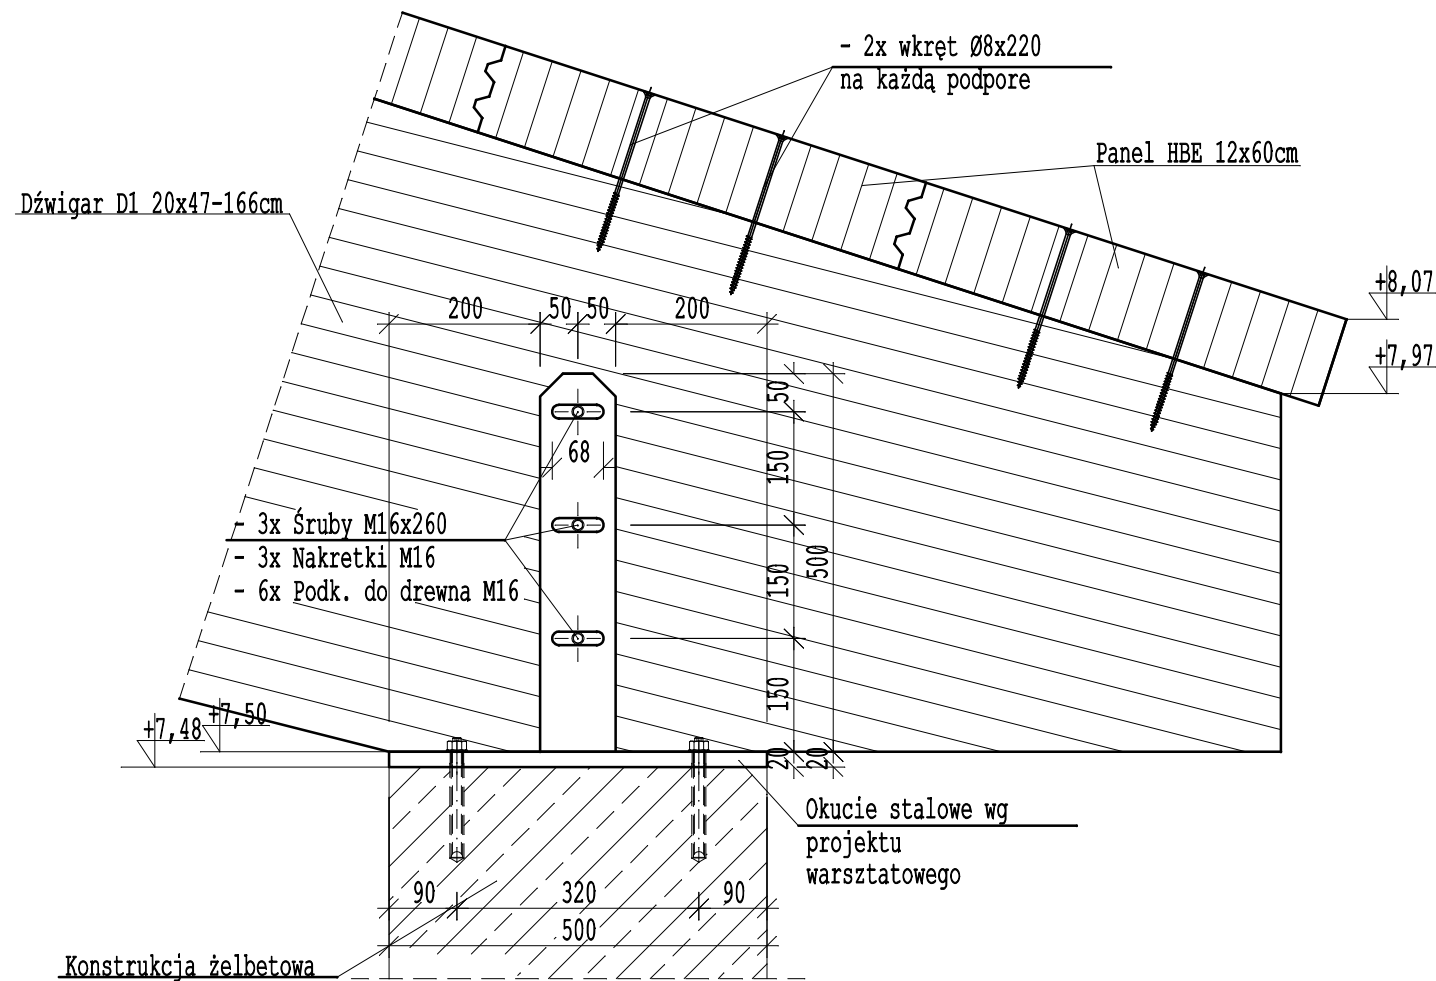 - 2x wkręt Ø8x220
na każdą podpore
Panel HBE 12x60cm
Dźwigar D1 20x47-166cm
+8,07
200
50
50
200
+7,97
50
68
150
- 3x Śruby M16x260
- 3x Nakretki M16
- 6x Podk. do drewna M16
500
150
150
+7,50
+7,48
20
20
Okucie stalowe wg
projektu
warsztatowego
90
320
90
500
Konstrukcja żelbetowa